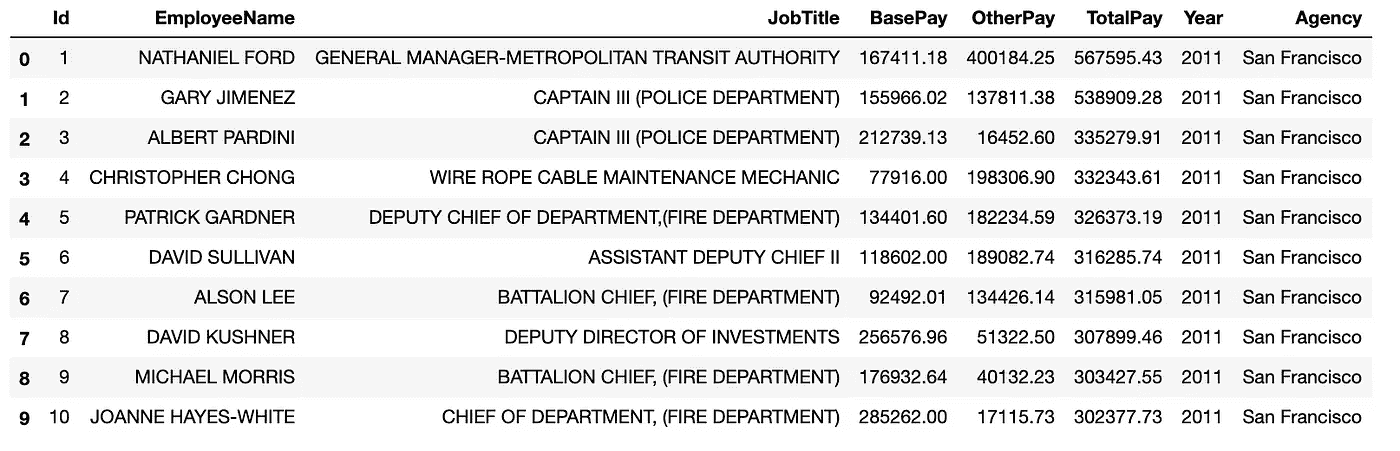 Id EmployeeName JobTitle BasePay OtherPay TotalPay Year Agency
0 1 NATHANIEL FORD GENERAL MANAGER-METROPOLITAN TRANSIT AUTHORITY 167411.18 400184.25 567595.43 2011 San Francisco
1 2 GARY JIMENEZ CAPTAIN III (POLICE DEPARTMENT) 155966.02 137811.38 538909.28 2011 San Francisco
2 3 ALBERT PARDINI CAPTAIN III (POLICE DEPARTMENT) 212739.13 16452.60 335279.91 2011 San Francisco
3 4 CHRISTOPHER CHONG WIRE ROPE CABLE MAINTENANCE MECHANIC 77916.00 198306.90 332343.61 2011 San Francisco
4 5 PATRICK GARDNER DEPUTY CHIEF OF DEPARTMENT,(FIRE DEPARTMENT) 134401.60 182234.59 326373.19 2011 San Francisco
5 6 DAVID SULLIVAN ASSISTANT DEPUTY CHIEF II 118602.00 189082.74 316285.74 2011 San Francisco
6 7 ALSON LEE BATTALION CHIEF, (FIRE DEPARTMENT) 92492.01 134426.14 315981.05 2011 San Francisco
7 8 DAVID KUSHNER DEPUTY DIRECTOR OF INVESTMENTS 256576.96 51322.50 307899.46 2011 San Francisco
8 9 MICHAEL MORRIS BATTALION CHIEF, (FIRE DEPARTMENT) 176932.64 40132.23 303427.55 2011 San Francisco
9 10 JOANNE HAYES-WHITE CHIEF OF DEPARTMENT, (FIRE DEPARTMENT) 285262.00 17115.73 302377.73 2011 San Francisco